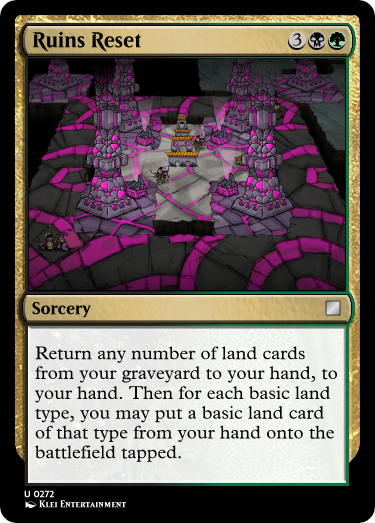 Ruins Reset 3
Sorcery
Return any number of land cards
from your graveyard to your hand, to
your hand. Then for each basic land
type, you may put a basic land card
of that type from your hand onto the
battlefield tapped.
U 0272
Klei Entertainment